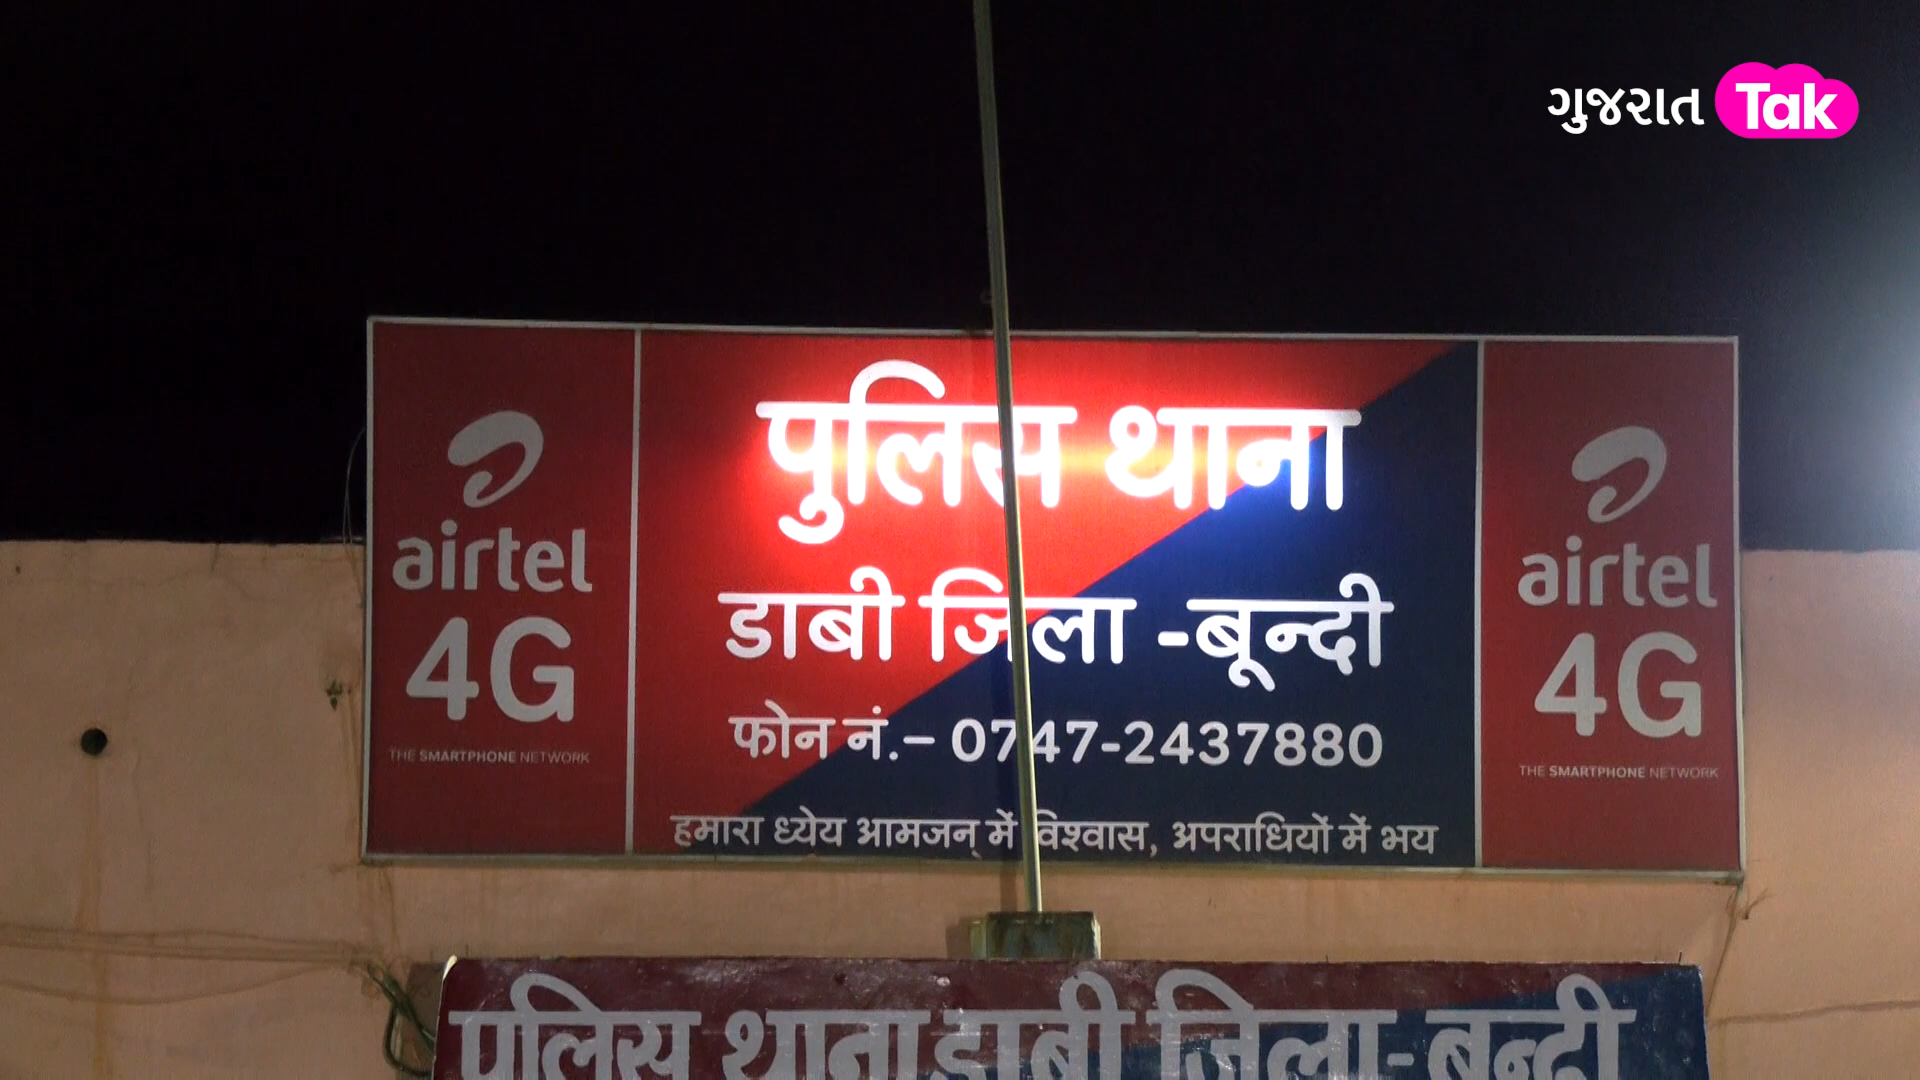 ગુજરાત Tak
airtel
4G
THE SMARTPHONE NETWORK
पुलिस थाना
डाबी जिला -बून्दी
फोन नं.- 0747-2437880
हमारा ध्येय आमजन् में विश्वास, अपराधियों में भय
airtel
4G
THE SMARTPHONE NETWORK
पुलिस थाना डाबी जिला-बून्दी